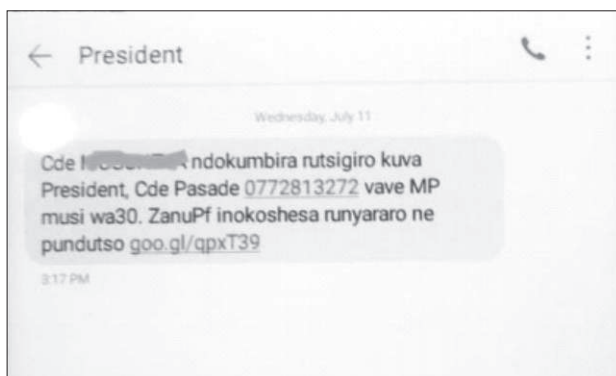 President
Wednesday, July 11
Cde ndokumbira rutsigiro kuva
President, Cde Pasade 0772813272 vave MP
musi wa30. ZanuPf inokoshesa runyararo ne
pundutso goo.gl/qpxT39
3:17 PM